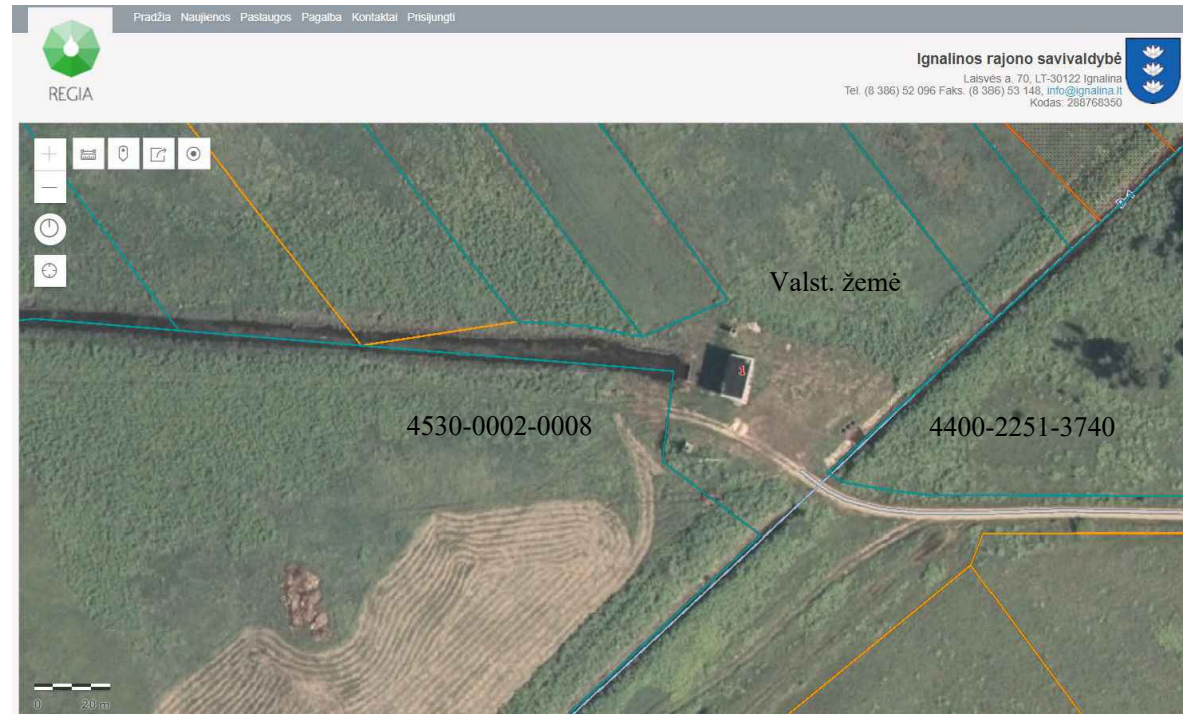 Pradžia Naujienos Paslaugos Pagalba Kontaktai Prisijungti
REGIA
Ignalinos rajono savivaldybė
Laisvės a. 70, LT-30122 Ignalina
Tel. (8 386) 52 096 Faks. (8 386) 53 148, info@ignalina.lt
Kodas: 288768350
Valst. žemė
1
4530-0002-0008
4400-2251-3740
0 20 m